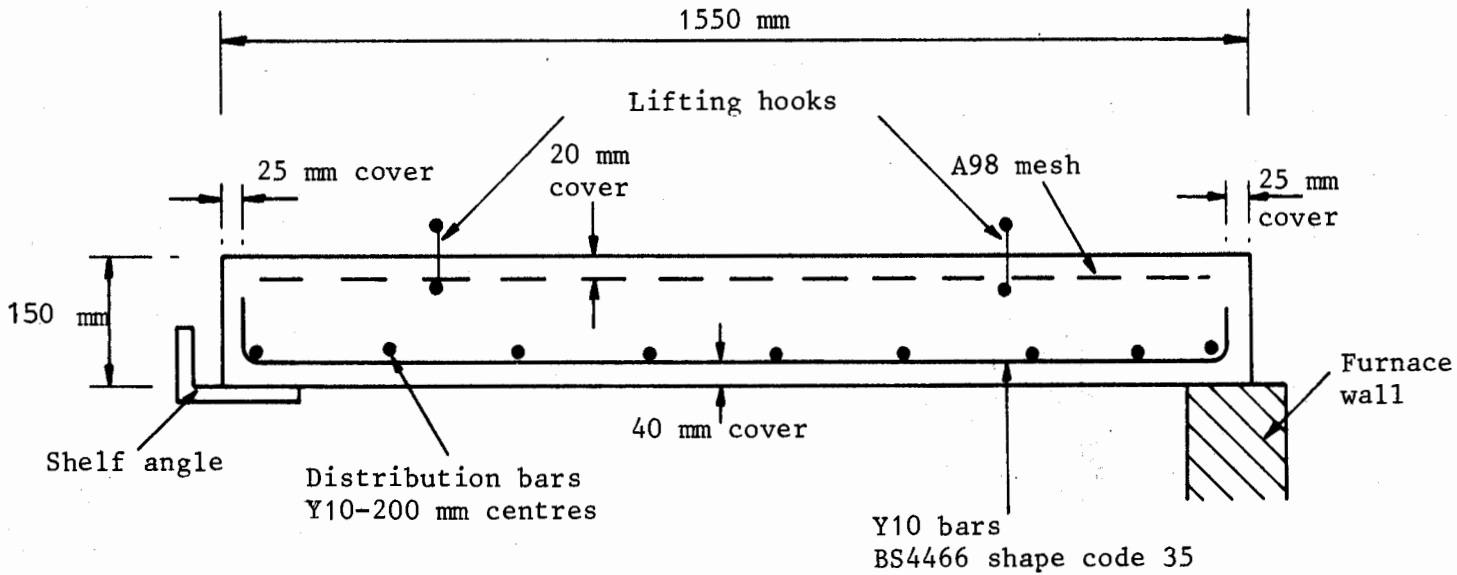 1550 mm
Lifting hooks
25 mm cover
20 mm
cover
A98 mesh
25 mm
cover
150 mm
Furnace
wall
40 mm cover
Shelf angle
Distribution bars
Y10-200 mm centres
Y10 bars
BS4466 shape code 35